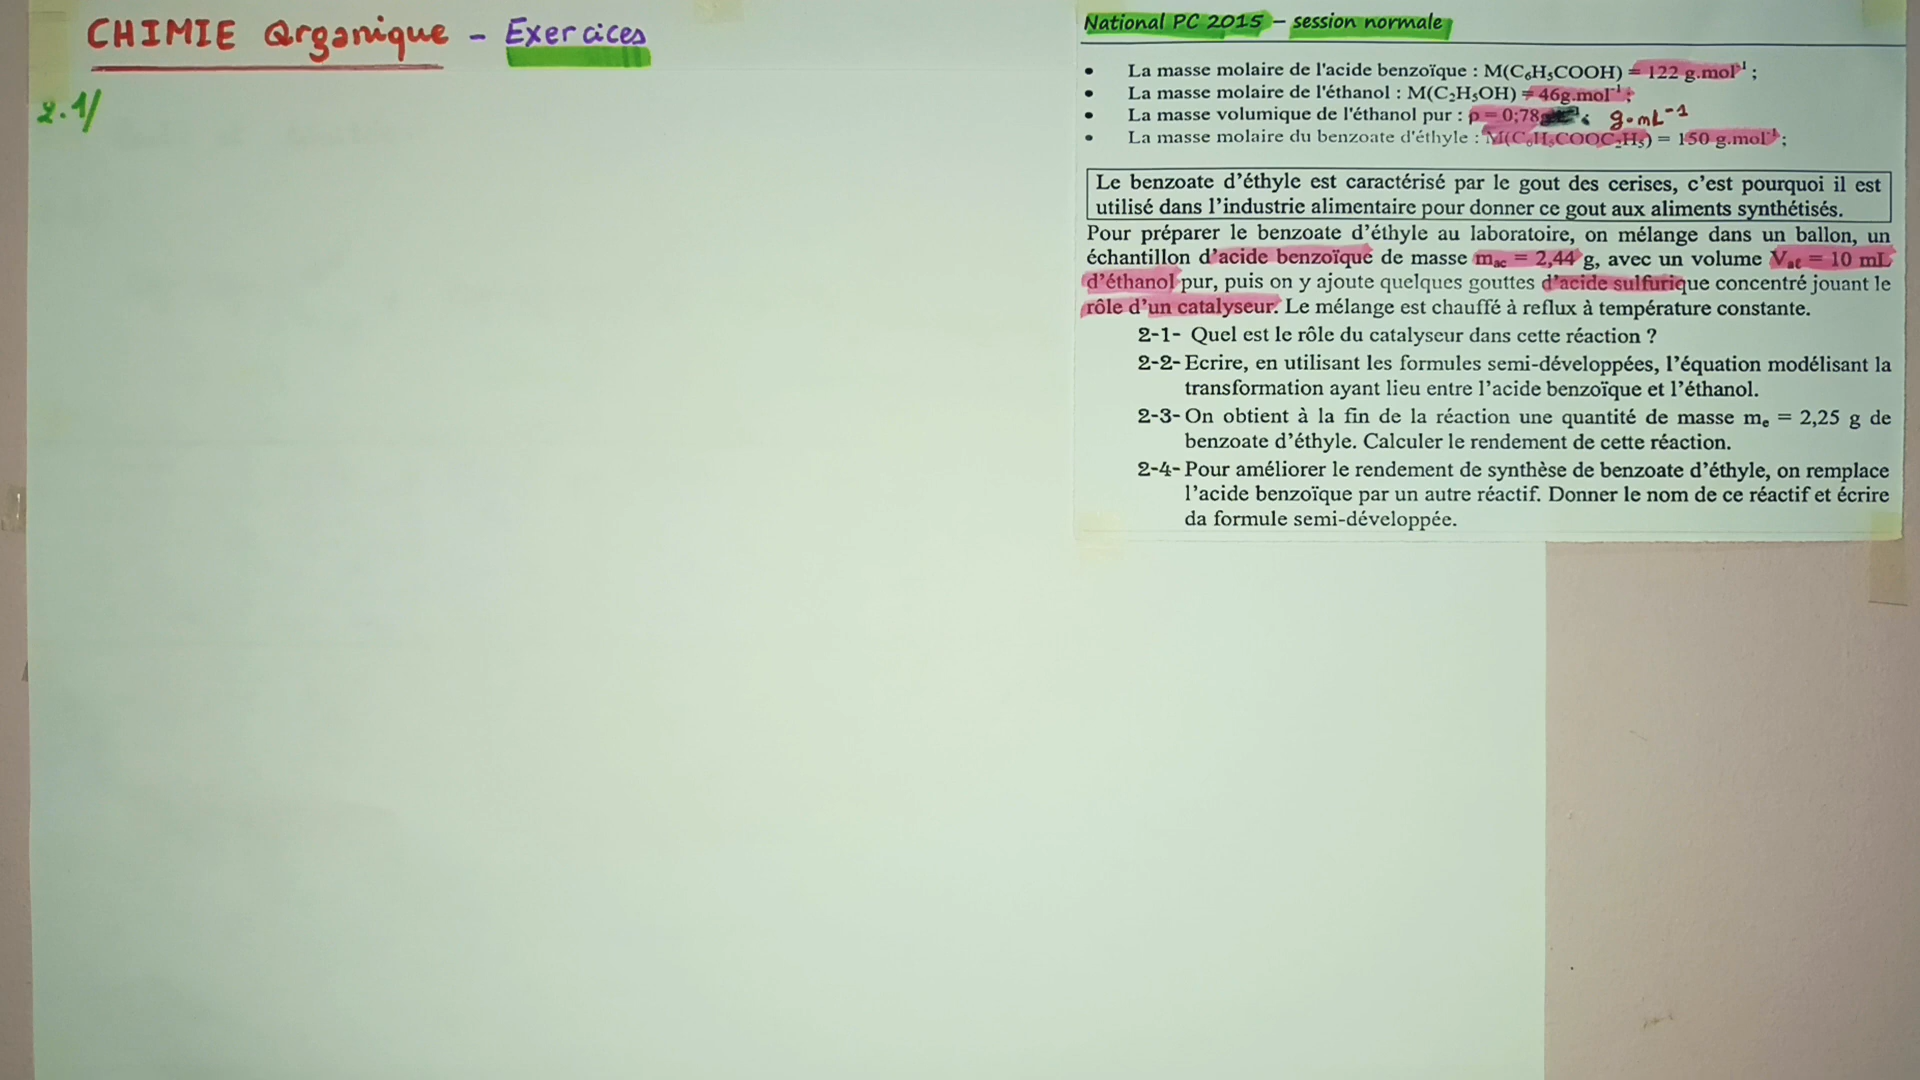 CHIMIE Organique - Exercices
2.1/
National PC 2015 – session normale
• La masse molaire de l'acide benzoïque : M(C₆H₅COOH) = 122 g.mol⁻¹ ;
• La masse molaire de l'éthanol : M(C₂H₅OH) = 46g.mol⁻¹ ;
• La masse volumique de l'éthanol pur : ρ = 0;78g ; g.mL⁻¹
• La masse molaire du benzoate d'éthyle : M(C₆H₅COOC₂H₅) = 150 g.mol⁻¹ ;
Le benzoate d'éthyle est caractérisé par le gout des cerises, c'est pourquoi il est
utilisé dans l'industrie alimentaire pour donner ce gout aux aliments synthétisés.
Pour préparer le benzoate d'éthyle au laboratoire, on mélange dans un ballon, un
échantillon d'acide benzoïque de masse mₐc = 2,44 g, avec un volume Vₐₗ = 10 mL
d'éthanol pur, puis on y ajoute quelques gouttes d'acide sulfurique concentré jouant le
rôle d'un catalyseur. Le mélange est chauffé à reflux à température constante.
2-1- Quel est le rôle du catalyseur dans cette réaction ?
2-2- Ecrire, en utilisant les formules semi-développées, l'équation modélisant la
transformation ayant lieu entre l'acide benzoïque et l'éthanol.
2-3- On obtient à la fin de la réaction une quantité de masse mₑ = 2,25 g de
benzoate d'éthyle. Calculer le rendement de cette réaction.
2-4- Pour améliorer le rendement de synthèse de benzoate d'éthyle, on remplace
l'acide benzoïque par un autre réactif. Donner le nom de ce réactif et écrire
da formule semi-développée.